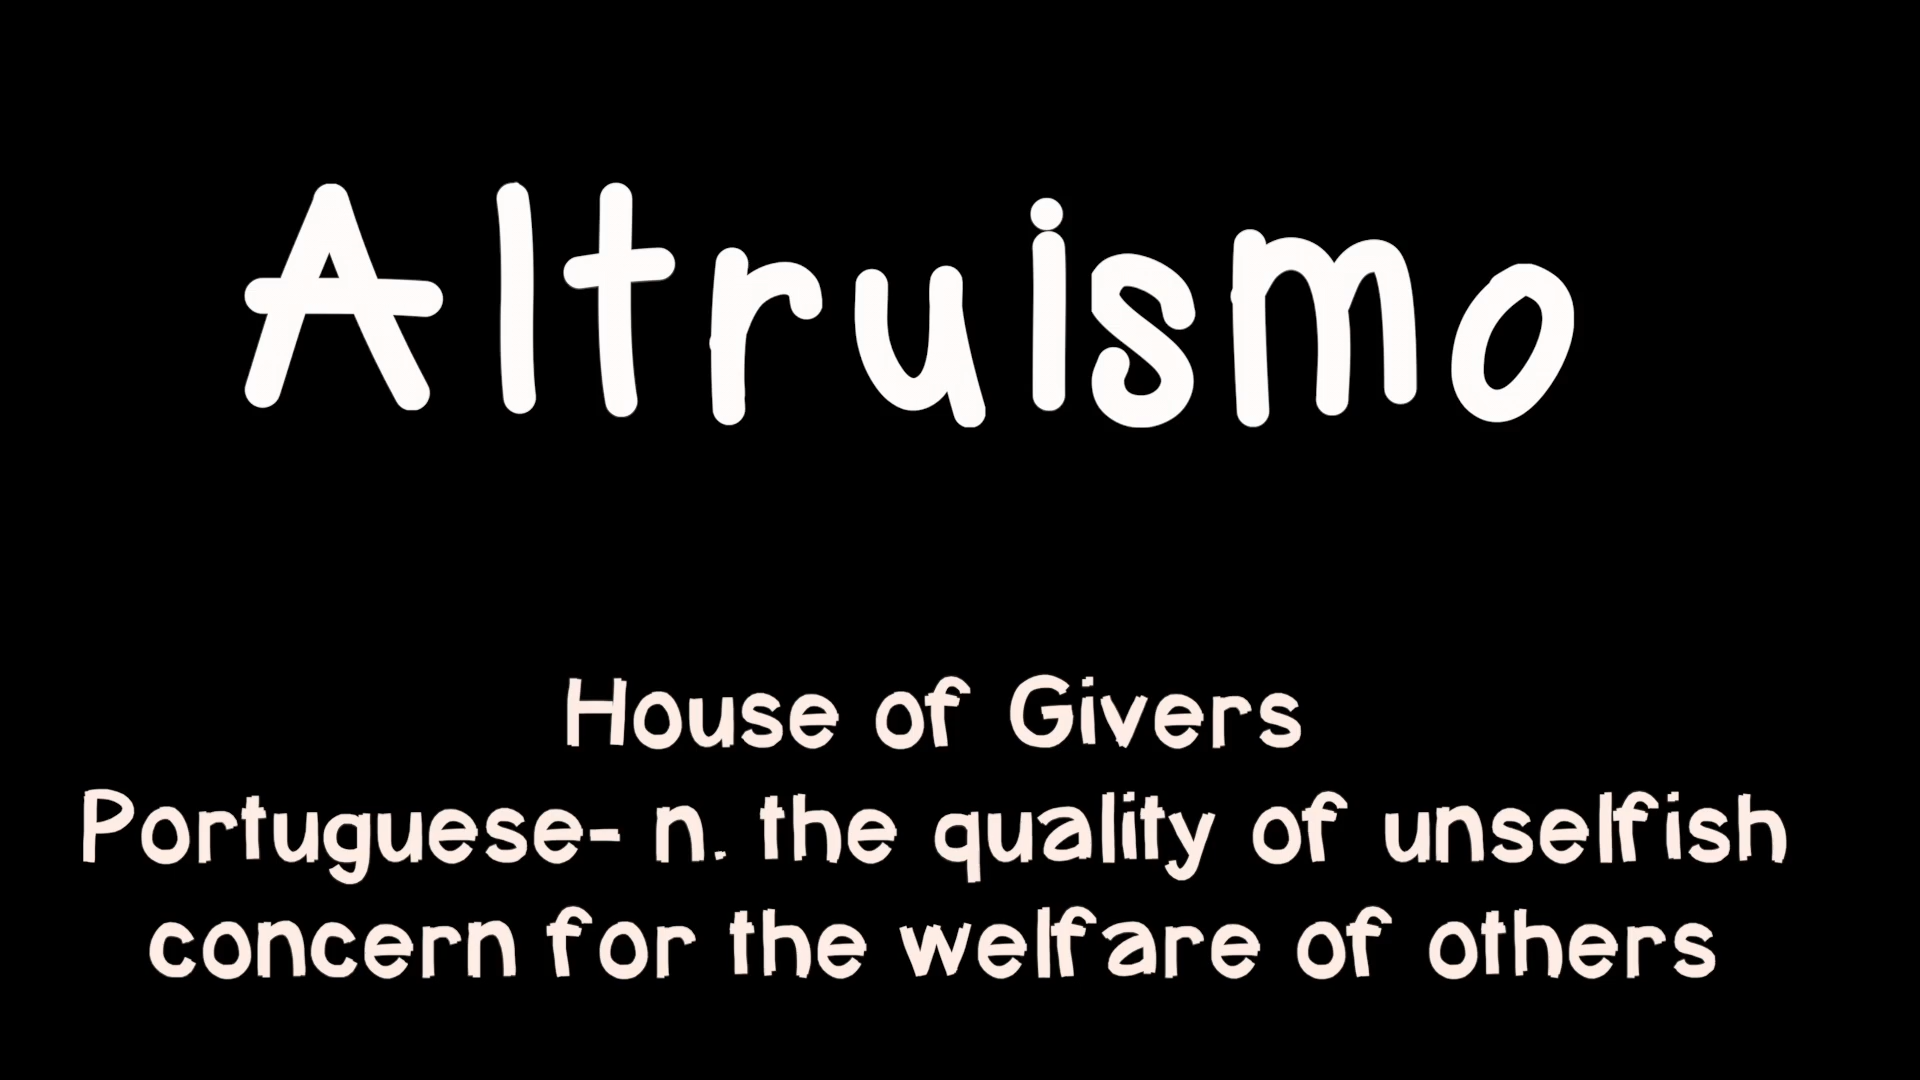 Altruismo
House of Givers
Portuguese- n. the quality of unselfish
concern for the welfare of others